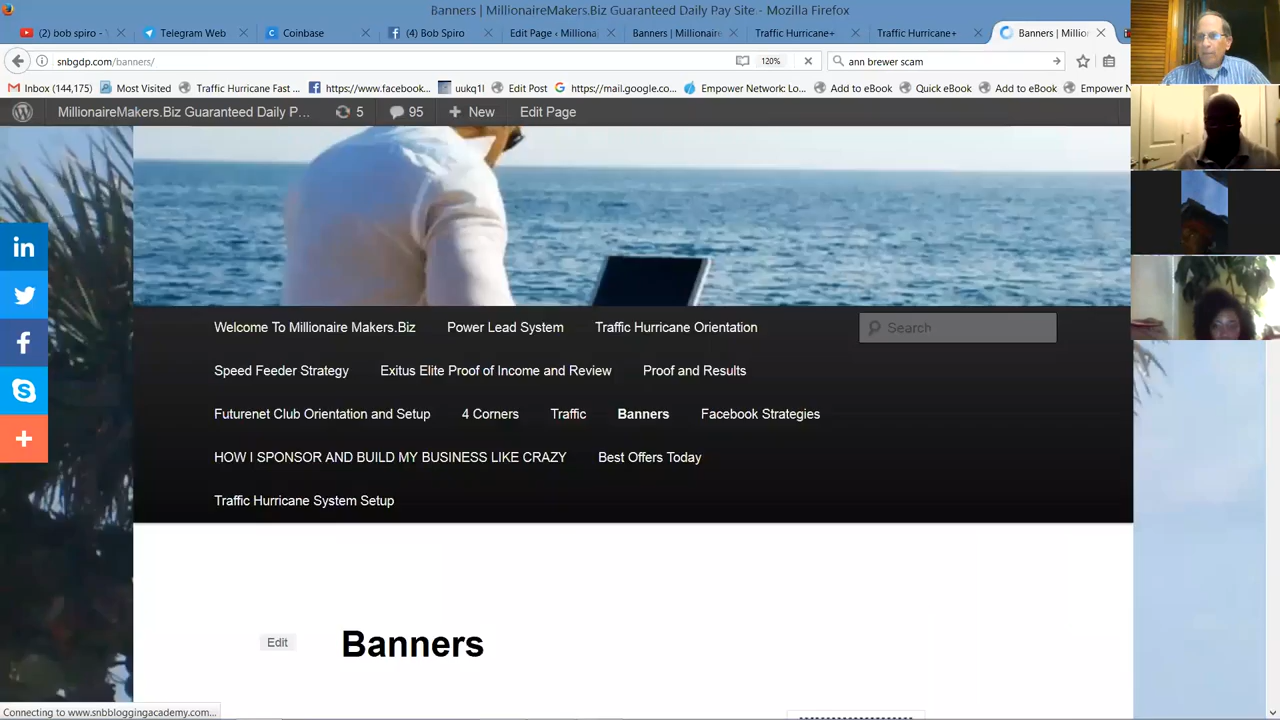 Banners | MillionaireMakers.Biz Guaranteed Daily Pay Site - Mozilla Firefox
(2) bob spiro - Telegram Web Coinbase (4) Bob Spiro Edit Page ‹ Milliona Banners | Millionaire Traffic Hurricane+ Traffic Hurricane+ Banners | Million
snbgdp.com/banners/ 120% ann brewer scam
Inbox (144,175) Most Visited Traffic Hurricane Fast ... https://www.facebook... uukq1l Edit Post https://mail.google.co... Empower Network: Lo... Add to eBook Quick eBook Add to eBook Empower N
MillionaireMakers.Biz Guaranteed Daily P... 5 95 + New Edit Page
in
f
+
Welcome To Millionaire Makers.Biz Power Lead System Traffic Hurricane Orientation Search
Speed Feeder Strategy Exitus Elite Proof of Income and Review Proof and Results
Futurenet Club Orientation and Setup 4 Corners Traffic Banners Facebook Strategies
HOW I SPONSOR AND BUILD MY BUSINESS LIKE CRAZY Best Offers Today
Traffic Hurricane System Setup
Edit Banners
Connecting to www.snbbloggingacademy.com...